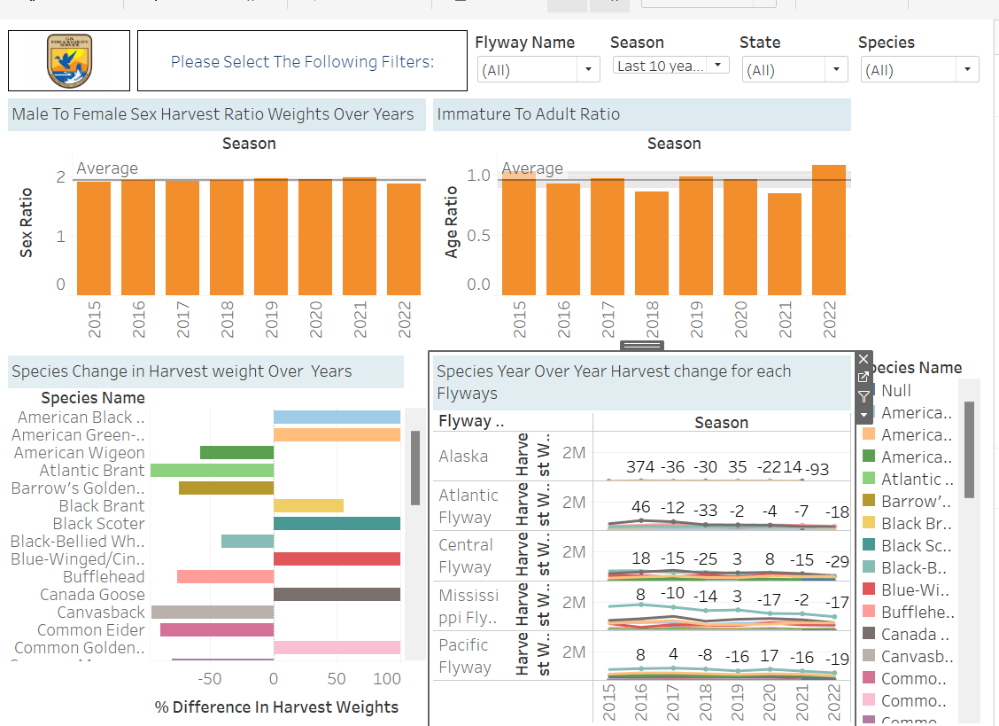 U.S.
FISH & WILDLIFE
SERVICE
Please Select The Following Filters:
Flyway Name
(All)
Season
Last 10 yea...
State
(All)
Species
(All)
Male To Female Sex Harvest Ratio Weights Over Years
Season
Average
Sex Ratio
2
1
0
2015
2016
2017
2018
2019
2020
2021
2022
Immature To Adult Ratio
Season
Average
Age Ratio
1.0
0.5
0.0
2015
2016
2017
2018
2019
2020
2021
2022
Species Change in Harvest weight Over Years
Species Name
American Black ..
American Green-..
American Wigeon
Atlantic Brant
Barrow's Golden..
Black Brant
Black Scoter
Black-Bellied Wh..
Blue-Winged/Cin..
Bufflehead
Canada Goose
Canvasback
Common Eider
Common Golden..
-50 0 50 100
% Difference In Harvest Weights
Species Year Over Year Harvest change for each
Flyways
Flyway ..
Season
Alaska
Harve
st W..
2M
374 -36 -30 35 -22 14 -93
Atlantic
Flyway
Harve
st W..
2M
46 -12 -33 -2 -4 -7 -18
Central
Flyway
Harve
st W..
2M
18 -15 -25 3 8 -15 -29
Mississi
ppi Fly..
Harve
st W..
2M
8 -10 -14 3 -17 -2 -17
Pacific
Flyway
Harve
st W..
2M
8 4 -8 -16 17 -16 -19
2015
2016
2017
2018
2019
2020
2021
2022
pecies Name
Null
America..
America..
America..
Atlantic ..
Barrow'..
Black Br..
Black Sc..
Black-B..
Blue-Wi..
Bufflehe..
Canada ..
Canvasb..
Commo..
Commo..